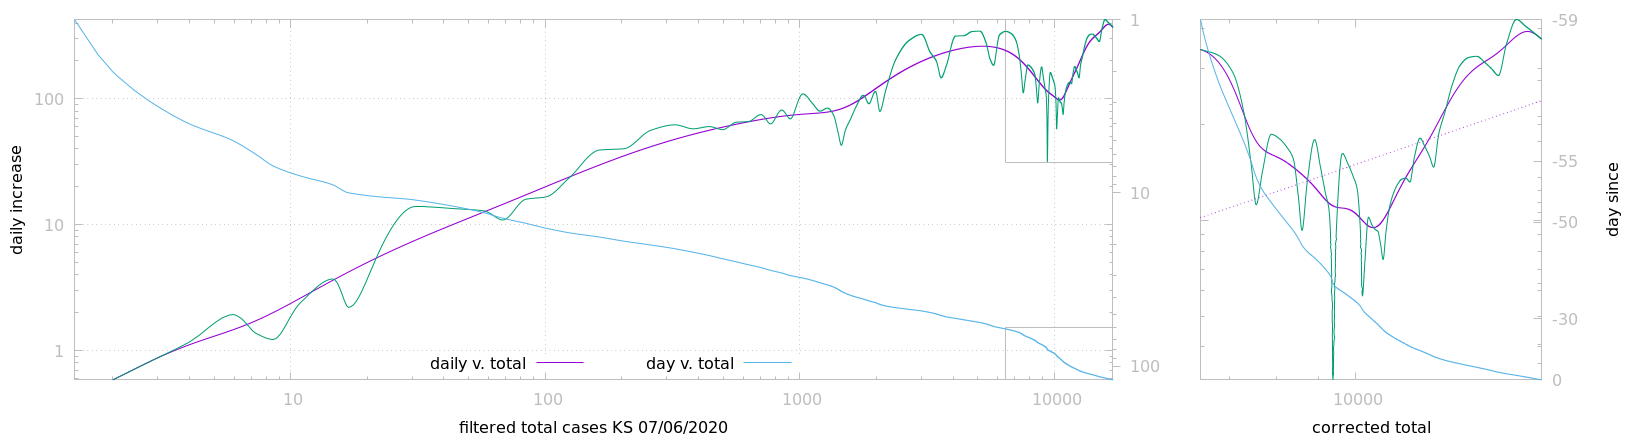 1
-59
100
-55
daily increase
day since
10
10
-50
-30
1
daily v. total
day v. total
100
0
10
100
1000
10000
10000
filtered total cases KS 07/06/2020
corrected total